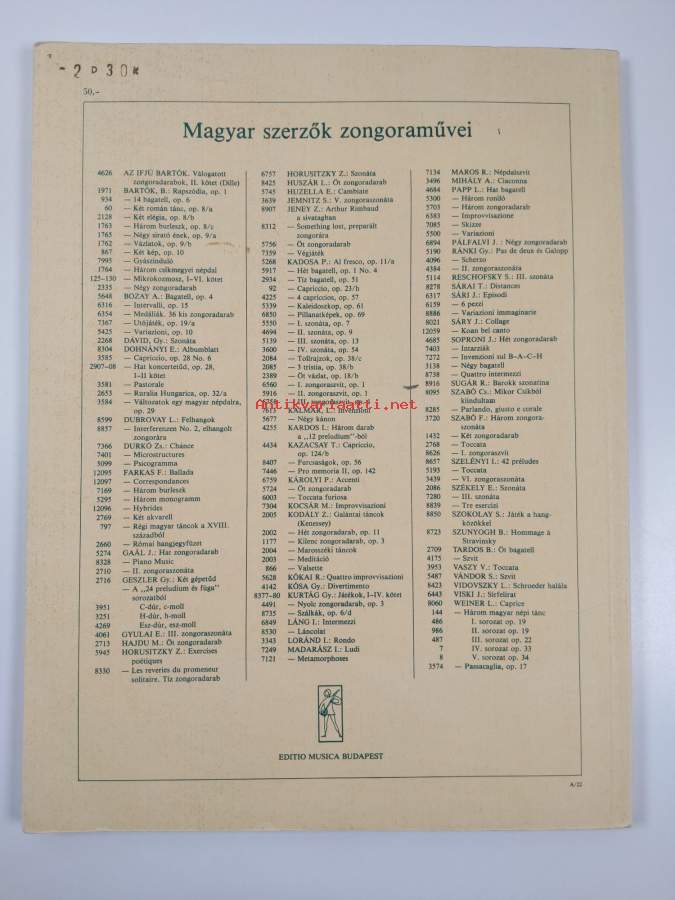 - 2 D 30K
50,-
Magyar szerzők zongoraművei
4626 AZ IFJÚ BARTÓK. Válogatott
zongoradarabok, II. kötet (Dille)
1971 BARTÓK, B.: Rapszódia, op. 1
934 — 14 bagatell, op. 6
60 — Két román tánc, op. 8/a
2128 — Két elégia, op. 8/b
1763 — Három burleszk, op. 8/c
1765 — Négy sirató ének, op. 9/a
1762 — Vázlatok, op. 9/b
867 — Két kép, op. 10
7995 — Gyászinduló
1764 — Három csíkmegyei népdal
125–130 — Mikrokozmosz, I–VI. kötet
2335 — Négy zongoradarab
5648 BOZAY A.: Bagatell, op. 4
6316 — Intervalli, op. 15
6354 — Medáliák. 36 kis zongoradarab
7367 — Utójáték, op. 19/a
5425 — Variazioni, op. 10
2268 DÁVID, Gy.: Szonáta
8304 DOHNÁNYI E.: Albumblatt
3585 — Capriccio, op. 28 No. 6
2907–08 — Hat koncertetűd, op. 28,
I–II kötet
3581 — Pastorale
2653 — Ruralia Hungarica, op. 32/a
3584 — Változatok egy magyar népdalra,
op. 29
8599 DUBROVAY L.: Felhangok
8857 — Interferenzen No. 2, elhangolt
zongorára
7366 DURKÓ Zs.: Chánce
7401 — Microstructures
5099 — Psicogramma
12095 FARKAS F.: Ballada
12097 — Correspondances
7169 — Három burleszk
5295 — Három monogramm
12096 — Hybrides
2769 — Két akvarell
797 — Régi magyar táncok a XVIII.
századból
2660 — Római hangjegyfüzet
5274 GAÁL J.: Hat zongoradarab
8328 — Piano Music
2710 — II. zongoraszonáta
2716 GESZLER Gy.: Két gépetűd
— A „24 preludium és fúga"
sorozatból
3951 C-dúr, c-moll
3251 H-dúr, h-moll
4269 Esz-dúr, esz-moll
4061 GYULAI E.: III. zongoraszonáta
2713 HAJDU M.: Öt zongoradarab
5945 HORUSITZKY Z.: Exercises
poétiques
8330 — Les reveries du promeneur
solitaire. Tíz zongoradarab
6757 HORUSITZKY Z.: Szonáta
8425 HUSZÁR L.: Öt zongoradarab
5745 HUZELLA E.: Cambiate
3639 JEMNITZ S.: V. zongoraszonáta
8907 JENEY Z.: Arthur Rimbaud
a sivatagban
8312 — Something lost, preparált
zongorára
5756 — Öt zongoradarab
7359 — Végjáték
5268 KADOSA P.: Al fresco, op. 11/a
5917 — Hét bagatell, op. 1 No. 4
2934 — Tíz bagatell, op. 51
92 — Capriccio, op. 23/b
4225 — 4 capriccios, op. 57
5339 — Kaleidoszkop, op. 61
6850 — Pillanatképek, op. 69
5550 — I. szonáta, op. 7
4694 — II. szonáta, op. 9
5139 — III. szonáta, op. 13
3600 — IV. szonáta, op. 54
2084 — Tollrajzok, op. 38/c
2085 — 3 tristia, op. 38/b
2389 — Öt vázlat, op. 18/b
6560 — I. zongoraszvit, op. 1
5916 — II. zongoraszvit, op. 1
— III. zongoraszvit
Antikvariaatti.net
KALMÁR, L.: Invenzioni
5677 — Négy kánon
4255 KARDOS I.: Három darab
a „12 preludium"-ból
4434 KAZACSAY T.: Capriccio,
op. 124/b
8407 — Furcsaságok, op. 56
7446 — Pro memoria II, op. 142
6759 KÁROLYI P.: Accenti
5724 — Öt zongoradarab
6003 — Toccata furiosa
7304 KOCSÁR M.: Improvvisazioni
2005 KODÁLY Z.: Galántai táncok
(Kenessey)
2002 — Hét zongoradarab, op. 11
1177 — Kilenc zongoradarab, op. 3
2004 — Marosszéki táncok
2003 — Meditáció
866 — Valsette
5628 KÓKAI R.: Quattro improvvisazioni
4142 KÓSA Gy.: Divertimento
8377–80 KURTÁG Gy.: Játékok, I–IV. kötet
4491 — Nyolc zongoradarab, op. 3
8735 — Szálkák, op. 6/d
6849 LÁNG I.: Intermezzi
8530 — Láncolat
3343 LORÁND I.: Rondo
7249 MADARÁSZ I.: Ludi
7121 — Metamorphoses
7134 MAROS R.: Népdalszvit
3496 MIHÁLY A.: Ciaconna
4684 PAPP L.: Hat bagatell
5300 — Három rondó
5703 — Három zongoradarab
6383 — Improvvisazione
7085 — Skizze
5500 — Variazioni
6894 PÁLFALVI J.: Négy zongoradarab
5190 RÁNKI Gy.: Pas de deux és Galopp
4096 — Scherzo
4384 — II. zongoraszonáta
5114 RESCHOFSKY S.: III. szonáta
8278 SÁRAI T.: Distances
6317 SÁRI J.: Episodi
6159 — 6 pezzi
8886 — Variazioni immaginarie
8021 SÁRY J.: Collage
12059 — Koan bel canto
4685 SOPRONI J.: Hét zongoradarab
7403 — Intarziák
7272 — Invenzioni sul B–A–C–H
3138 — Négy bagatell
8738 — Quattro intermezzi
8916 SUGÁR R.: Barokk szonatina
8095 SZABÓ Cs.: Mikor Csíkból
kiindultam
8285 — Parlando, giusto e corale
3720 SZABÓ F.: Három zongora-
szonáta
1432 — Két zongoradarab
2768 — Toccata
8626 — I. zongoraszvit
8657 SZELÉNYI I.: 42 préludes
5193 — Toccata
3439 — VI. zongoraszonáta
2086 SZÉKELY E.: Szonáta
7280 — III. szonáta
8839 — Tre esercizi
8850 SZOKOLAY S.: Játék a hang-
közökkel
8723 SZUNYOGH B.: Hommage à
Stravinsky
2709 TARDOS B.: Öt bagatell
4175 — Szvit
3953 VASZY V.: Toccata
5487 VÁNDOR S.: Szvit
8423 VIDOVSZKY L.: Schroeder halála
6443 VISKI J.: Sírfelirat
8060 WEINER L.: Caprice
144 — Három magyar népi tánc
486 I. sorozat op. 19
986 II. sorozat op. 19
487 III. sorozat op. 22
7 IV. sorozat op. 33
8 V. sorozat op. 34
3574 — Passacaglia, op. 17
EDITIO MUSICA BUDAPEST
A/22